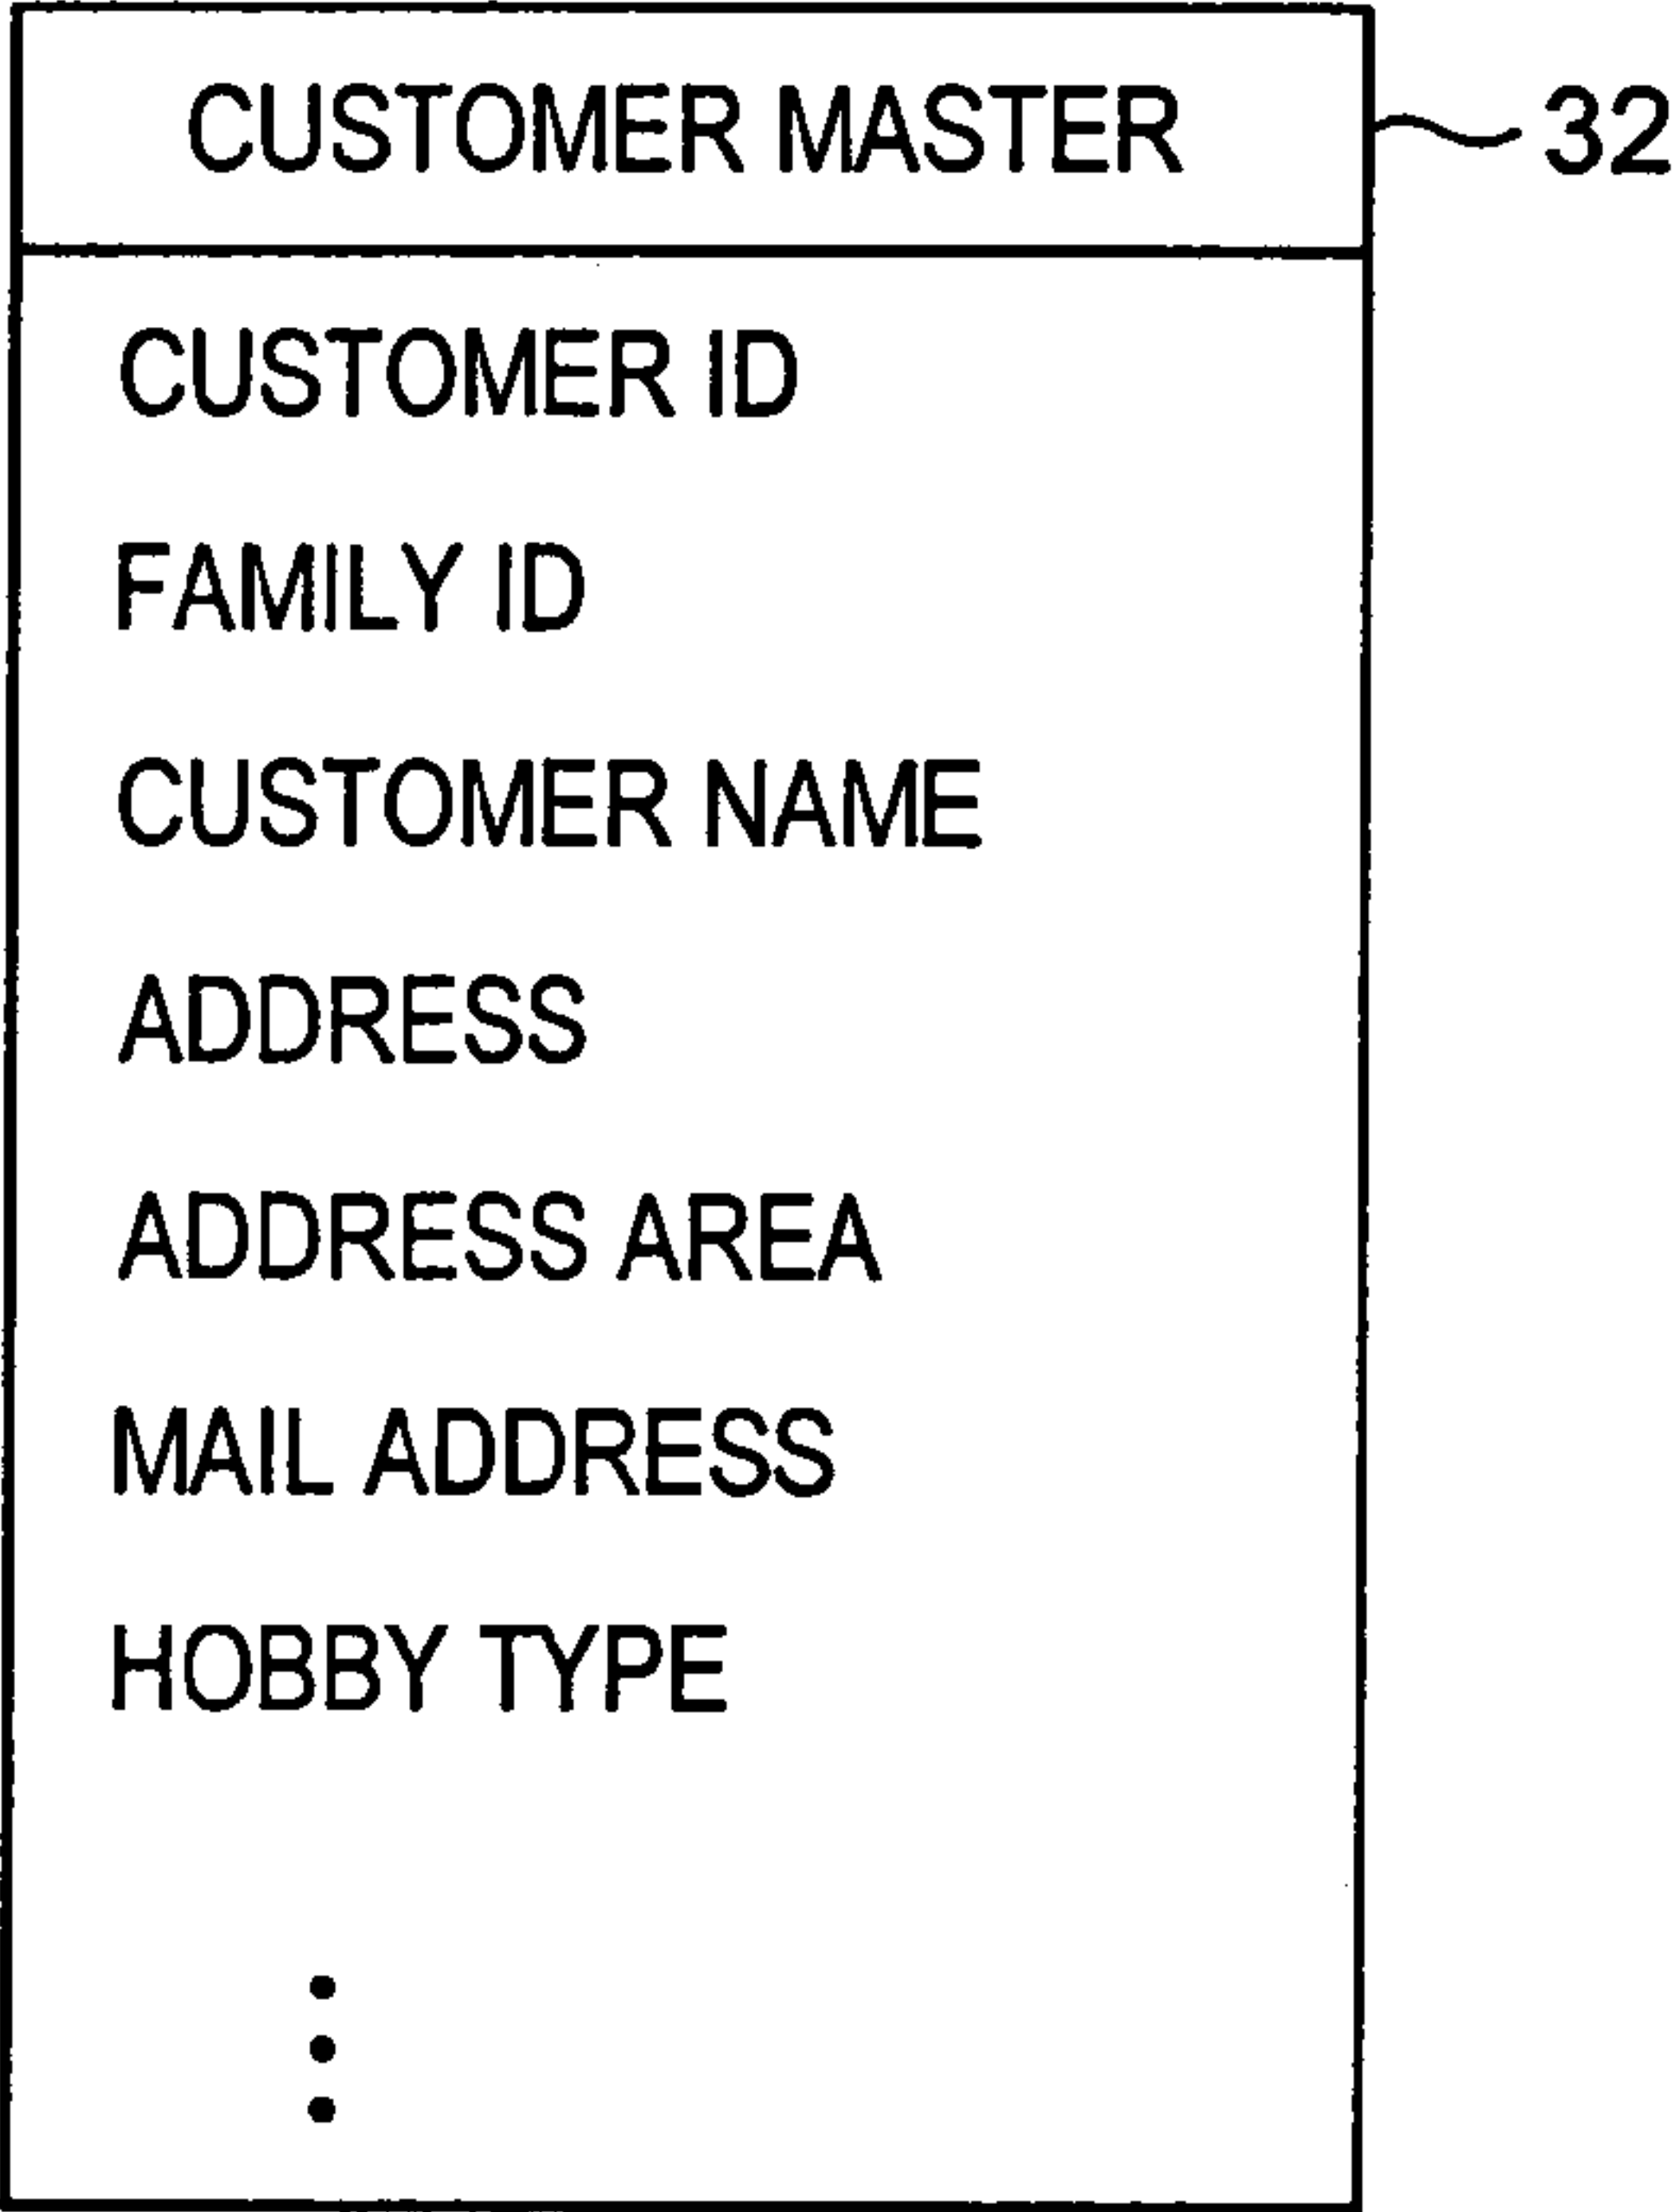 CUSTOMER MASTER 32
CUSTOMER ID
FAMILY ID
CUSTOMER NAME
ADDRESS
ADDRESS AREA
MAIL ADDRESS
HOBBY TYPE